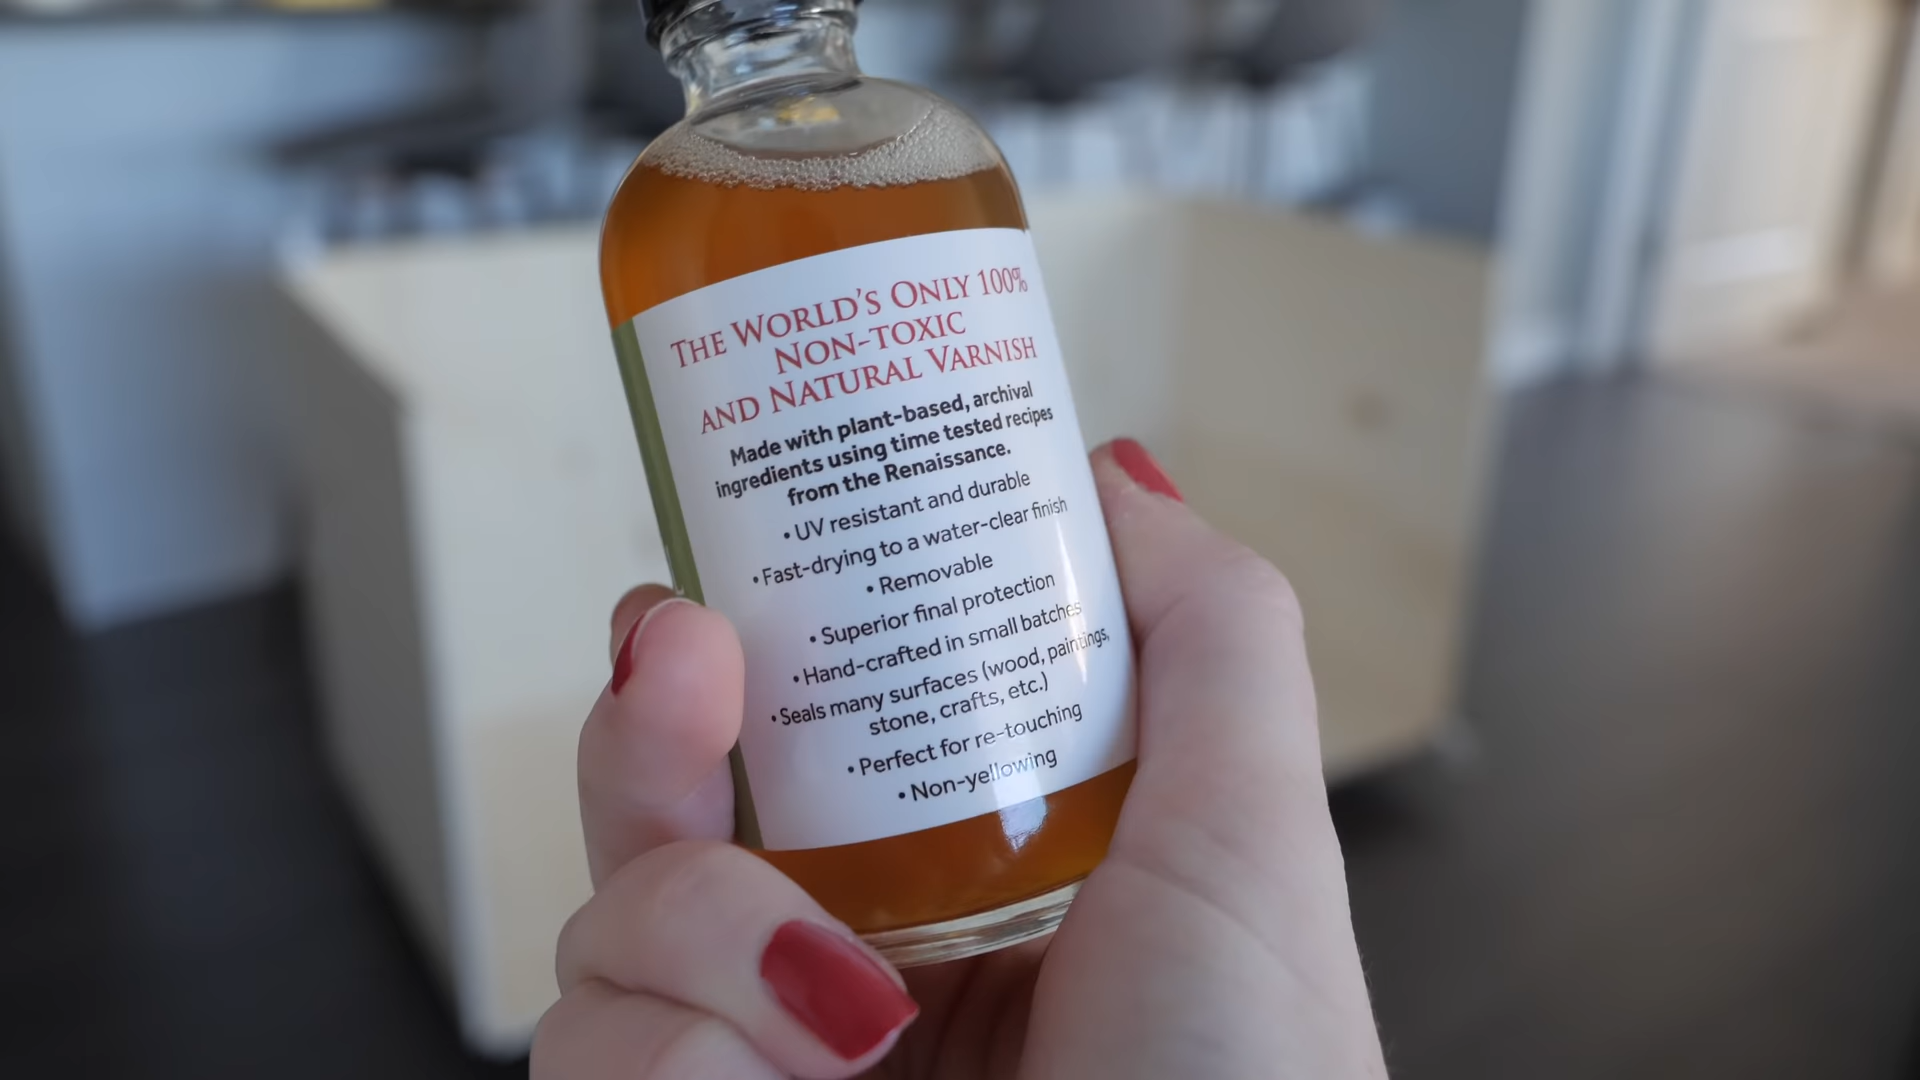 THE WORLD'S ONLY 100%
NON-TOXIC
AND NATURAL VARNISH
Made with plant-based, archival
ingredients using time tested recipes
from the Renaissance.
• UV resistant and durable
• Fast-drying to a water-clear finish
• Removable
• Superior final protection
• Hand-crafted in small batches
• Seals many surfaces (wood, paintings,
stone, crafts, etc.)
• Perfect for re-touching
• Non-yellowing